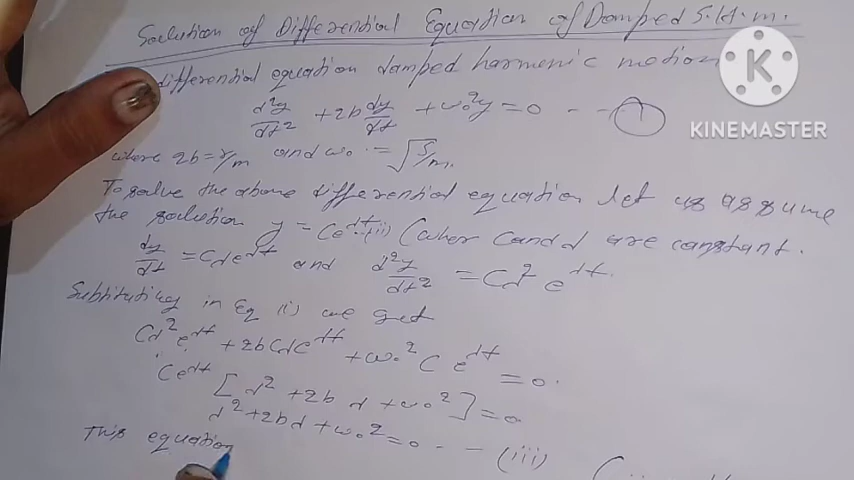 Solution of Differential Equation of Damped S.H.m.
differential equation damped harmonic motion
d²y/dt² + 2b dy/dt + ω₀²y = 0 - - - (1)
K
KINEMASTER
where 2b = r/m and ω₀ = √S/m.
To solve the above differential equation let us assume
the solution y = Ce^αt --(ii) (wher C and α are constant.
dy/dt = Cαe^αt and d²y/dt² = Cα² e^αt.
Substituting in Eq (i) we get
Cα²e^αt + 2bCαe^αt + ω₀² C e^αt = 0.
Ce^αt [α² + 2b α + ω₀²] = 0
α² + 2bα + ω₀² = 0 - - (iii)
This equation